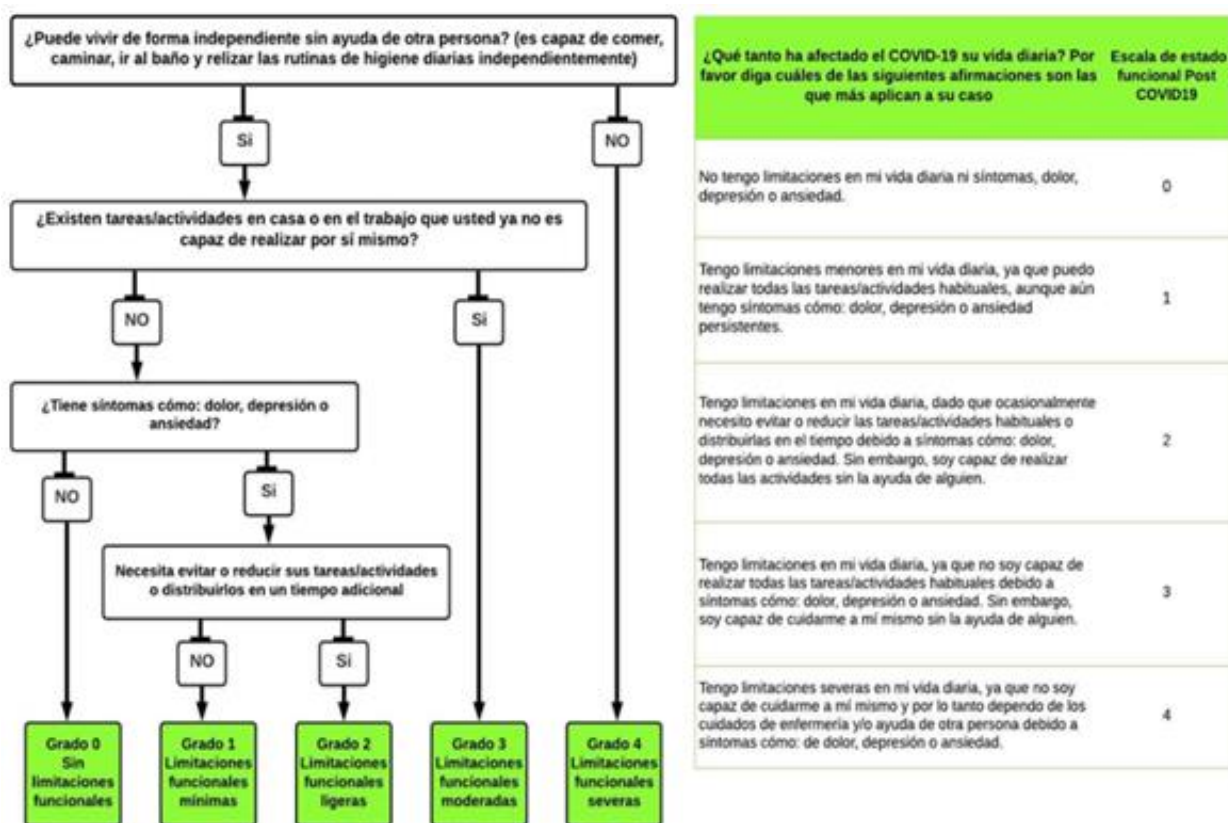 ¿Puede vivir de forma independiente sin ayuda de otra persona? (es capaz de comer,
caminar, ir al baño y relizar las rutinas de higiene diarias independientemente)
Si
NO
¿Existen tareas/actividades en casa o en el trabajo que usted ya no es
capaz de realizar por sí mismo?
NO
Si
¿Tiene síntomas cómo: dolor, depresión o
ansiedad?
NO
Si
Necesita evitar o reducir sus tareas/actividades
o distribuirlos en un tiempo adicional
NO
Si
Grado 0
Sin
limitaciones
funcionales
Grado 1
Limitaciones
funcionales
mínimas
Grado 2
Limitaciones
funcionales
ligeras
Grado 3
Limitaciones
funcionales
moderadas
Grado 4
Limitaciones
funcionales
severas
¿Qué tanto ha afectado el COVID-19 su vida diaria? Por
favor diga cuáles de las siguientes afirmaciones son las
que más aplican a su caso
Escala de estado
funcional Post
COVID19
No tengo limitaciones en mi vida diaria ni síntomas, dolor,
depresión o ansiedad.
0
Tengo limitaciones menores en mi vida diaria, ya que puedo
realizar todas las tareas/actividades habituales, aunque aún
tengo síntomas cómo: dolor, depresión o ansiedad
persistentes.
1
Tengo limitaciones en mi vida diaria, dado que ocasionalmente
necesito evitar o reducir las tareas/actividades habituales o
distribuirlas en el tiempo debido a síntomas cómo: dolor,
depresión o ansiedad. Sin embargo, soy capaz de realizar
todas las actividades sin la ayuda de alguien.
2
Tengo limitaciones en mi vida diaria, ya que no soy capaz de
realizar todas las tareas/actividades habituales debido a
síntomas cómo: dolor, depresión o ansiedad. Sin embargo,
soy capaz de cuidarme a mí mismo sin la ayuda de alguien.
3
Tengo limitaciones severas en mi vida diaria, ya que no soy
capaz de cuidarme a mí mismo y por lo tanto dependo de los
cuidados de enfermería y/o ayuda de otra persona debido a
síntomas cómo: de dolor, depresión o ansiedad.
4